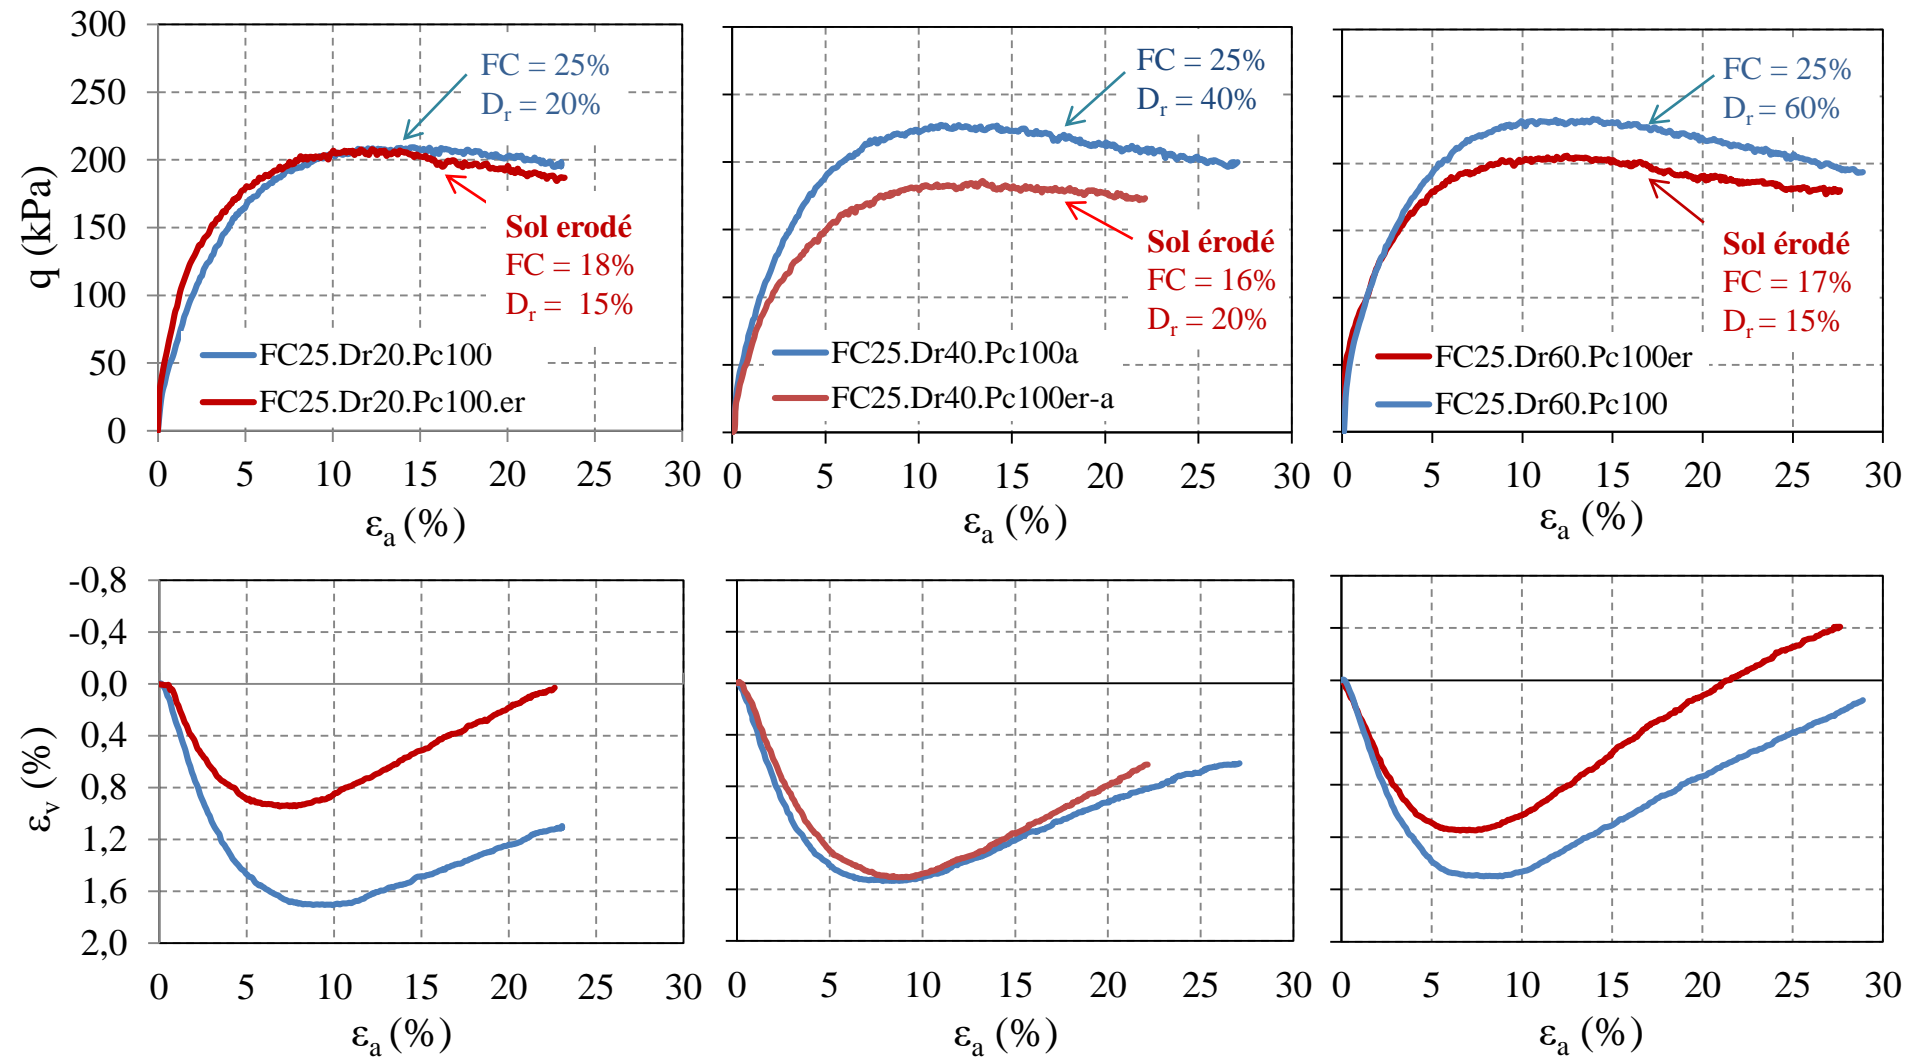 q (kPa)
300
250
200
150
100
50
0
FC = 25%
Dr = 20%
Sol erodé
FC = 18%
Dr = 15%
FC25.Dr20.Pc100
FC25.Dr20.Pc100.er
0 5 10 15 20 25 30
εa (%)
FC = 25%
Dr = 40%
Sol érodé
FC = 16%
Dr = 20%
FC25.Dr40.Pc100a
FC25.Dr40.Pc100er-a
0 5 10 15 20 25 30
εa (%)
FC = 25%
Dr = 60%
Sol érodé
FC = 17%
Dr = 15%
FC25.Dr60.Pc100er
FC25.Dr60.Pc100
0 5 10 15 20 25 30
εa (%)
εv (%)
-0,8
-0,4
0,0
0,4
0,8
1,2
1,6
2,0
0 5 10 15 20 25 30
εa (%)
0 5 10 15 20 25 30
εa (%)
0 5 10 15 20 25 30
εa (%)